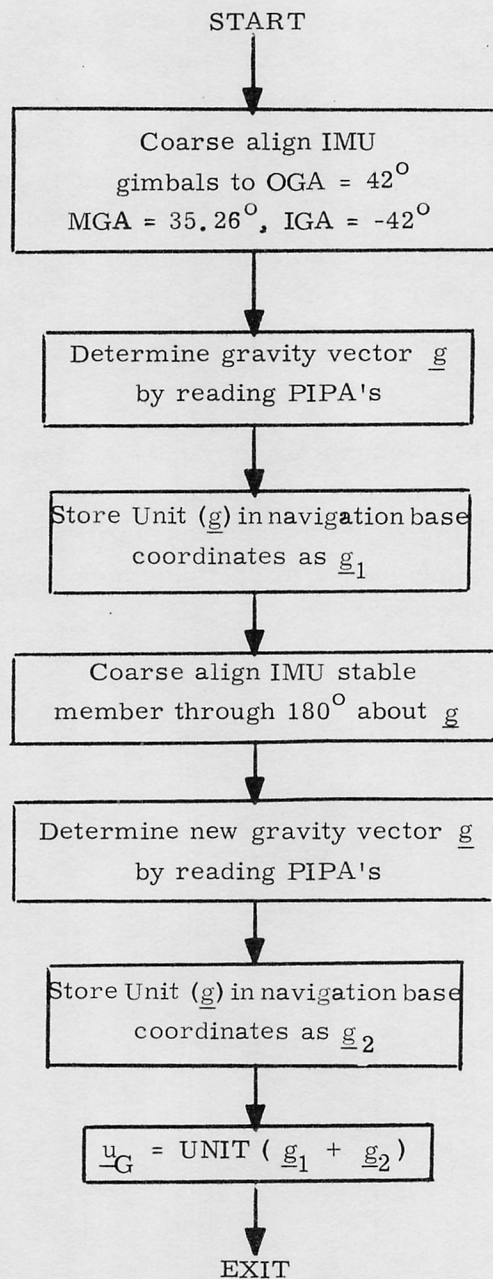 START
Coarse align IMU
gimbals to OGA = 42°
MGA = 35.26°, IGA = -42°
Determine gravity vector g
by reading PIPA's
Store Unit (g) in navigation base
coordinates as g1
Coarse align IMU stable
member through 180° about g
Determine new gravity vector g
by reading PIPA's
Store Unit (g) in navigation base
coordinates as g2
uG = UNIT ( g1 + g2 )
EXIT